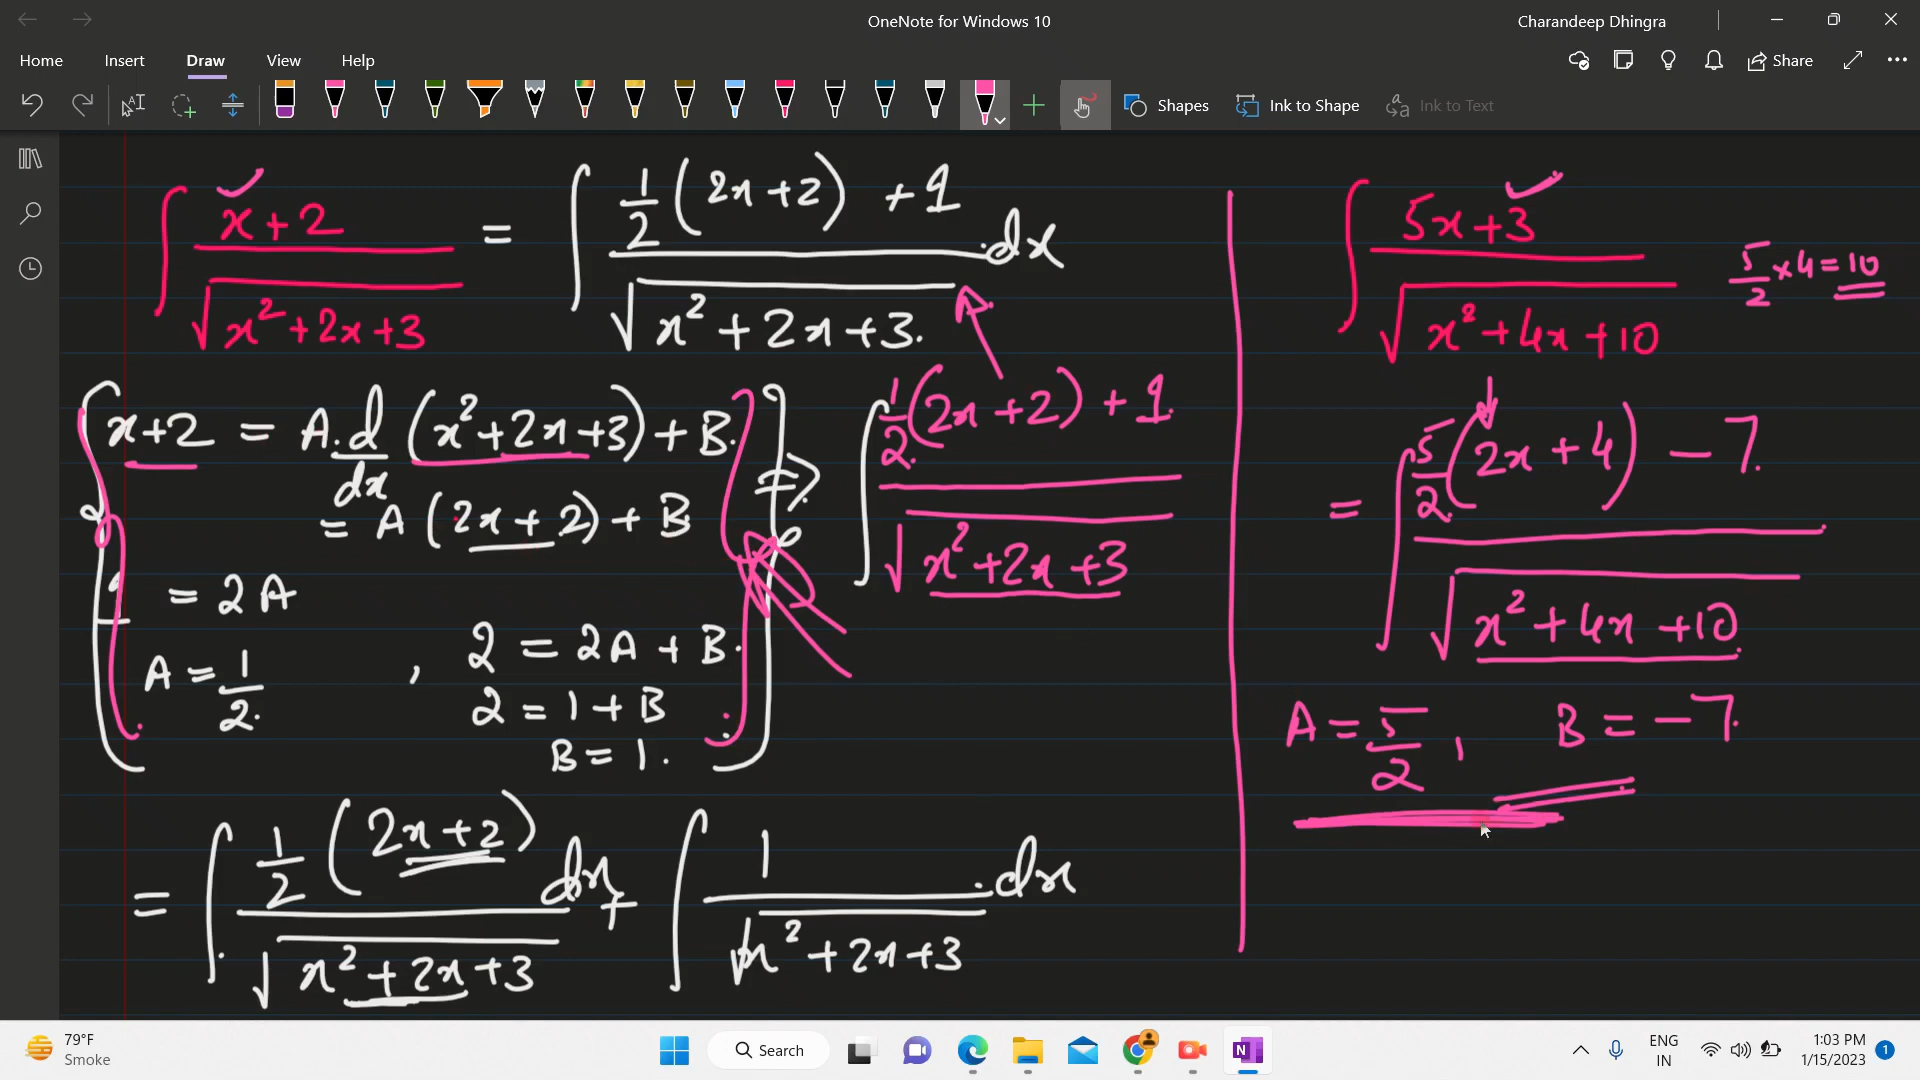 OneNote for Windows 10
Charandeep Dhingra
Home Insert Draw View Help
Share
Shapes
Ink to Shape
Ink to Text
∫ x+2 / √(x²+2x+3) = ∫ 1/2 (2x+2) + 1 / √(x²+2x+3) . dx
x+2 = A. d/dx (x²+2x+3) + B.
= A (2x+2) + B
1 = 2A
A = 1/2 , 2 = 2A + B.
2 = 1 + B
B = 1.
⇒ ∫ 1/2 (2x+2) + 1 / √(x²+2x+3)
= ∫ 1/2 (2x+2) / √(x²+2x+3) dx + ∫ 1 / √(x²+2x+3) . dx
∫ 5x+3 / √(x²+4x+10)
5/2 × 4 = 10
= ∫ 5/2 (2x+4) − 7 / √(x²+4x+10)
A = 5/2 , B = −7.
79°F
Smoke
Search
ENG
IN
1:03 PM
1/15/2023
1